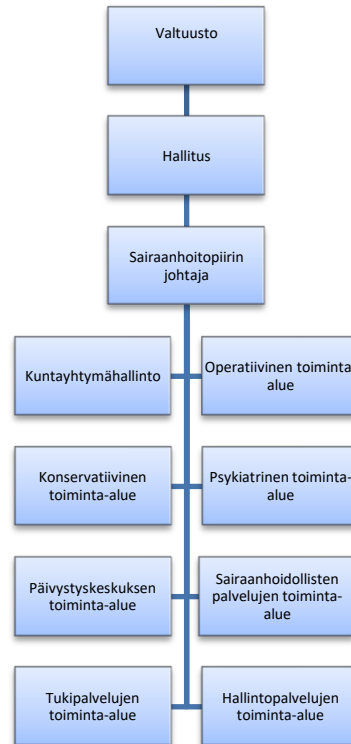 Valtuusto
Hallitus
Sairaanhoitopiirin
johtaja
Kuntayhtymähallinto
Operatiivinen toiminta-
alue
Konservatiivinen
toiminta-alue
Psykiatrinen toiminta-
alue
Päivystyskeskuksen
toiminta-alue
Sairaanhoidollisten
palvelujen toiminta-
alue
Tukipalvelujen
toiminta-alue
Hallintopalvelujen
toiminta-alue